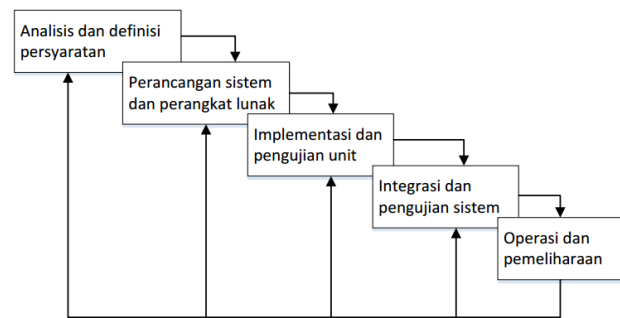 Analisis dan definisi
persyaratan
Perancangan sistem
dan perangkat lunak
Implementasi dan
pengujian unit
Integrasi dan
pengujian sistem
Operasi dan
pemeliharaan